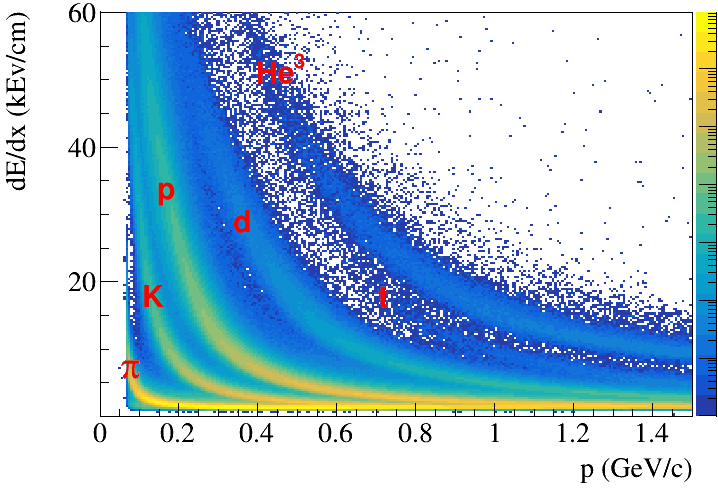 dE/dx (kEv/cm)
60
40
20
He³
p
d
K
t
π
0 0.2 0.4 0.6 0.8 1 1.2 1.4
p (GeV/c)